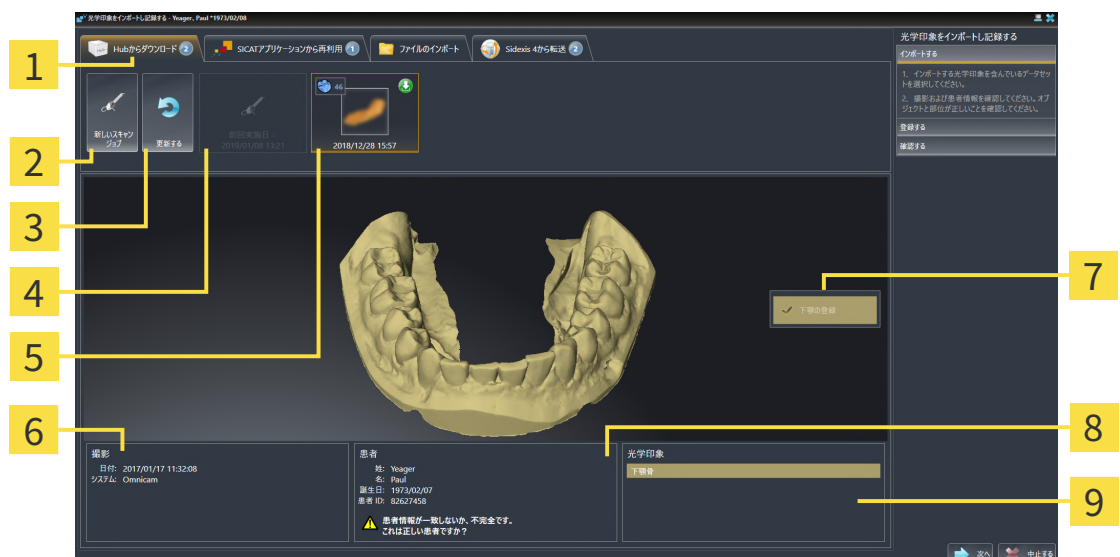 光学印象をインポートし記録する - Yeager, Paul *1973/02/08
Hubからダウンロード 2
SICATアプリケーションから再利用 1
ファイルのインポート
Sidexis 4から転送 2
新しいスキャン
ジョブ
更新する
前回実施日 -
2019/01/08 13:21
46
2018/12/28 15:57
光学印象をインポートし記録する
インポートする
1. インポートする光学印象を含んでいるデータセッ
トを選択してください。
2. 撮影および患者情報を確認してください。オブ
ジェクトと部位が正しいことを確認してください。
登録する
確認する
下顎の登録
撮影
日付: 2017/01/17 11:32:08
システム: Omnicam
患者
姓: Yeager
名: Paul
誕生日: 1973/02/07
患者 ID: 82627458
患者情報が一致しないか、不完全です。
これは正しい患者ですか？
光学印象
下顎骨
次へ
中止する
1
2
3
4
5
6
7
8
9